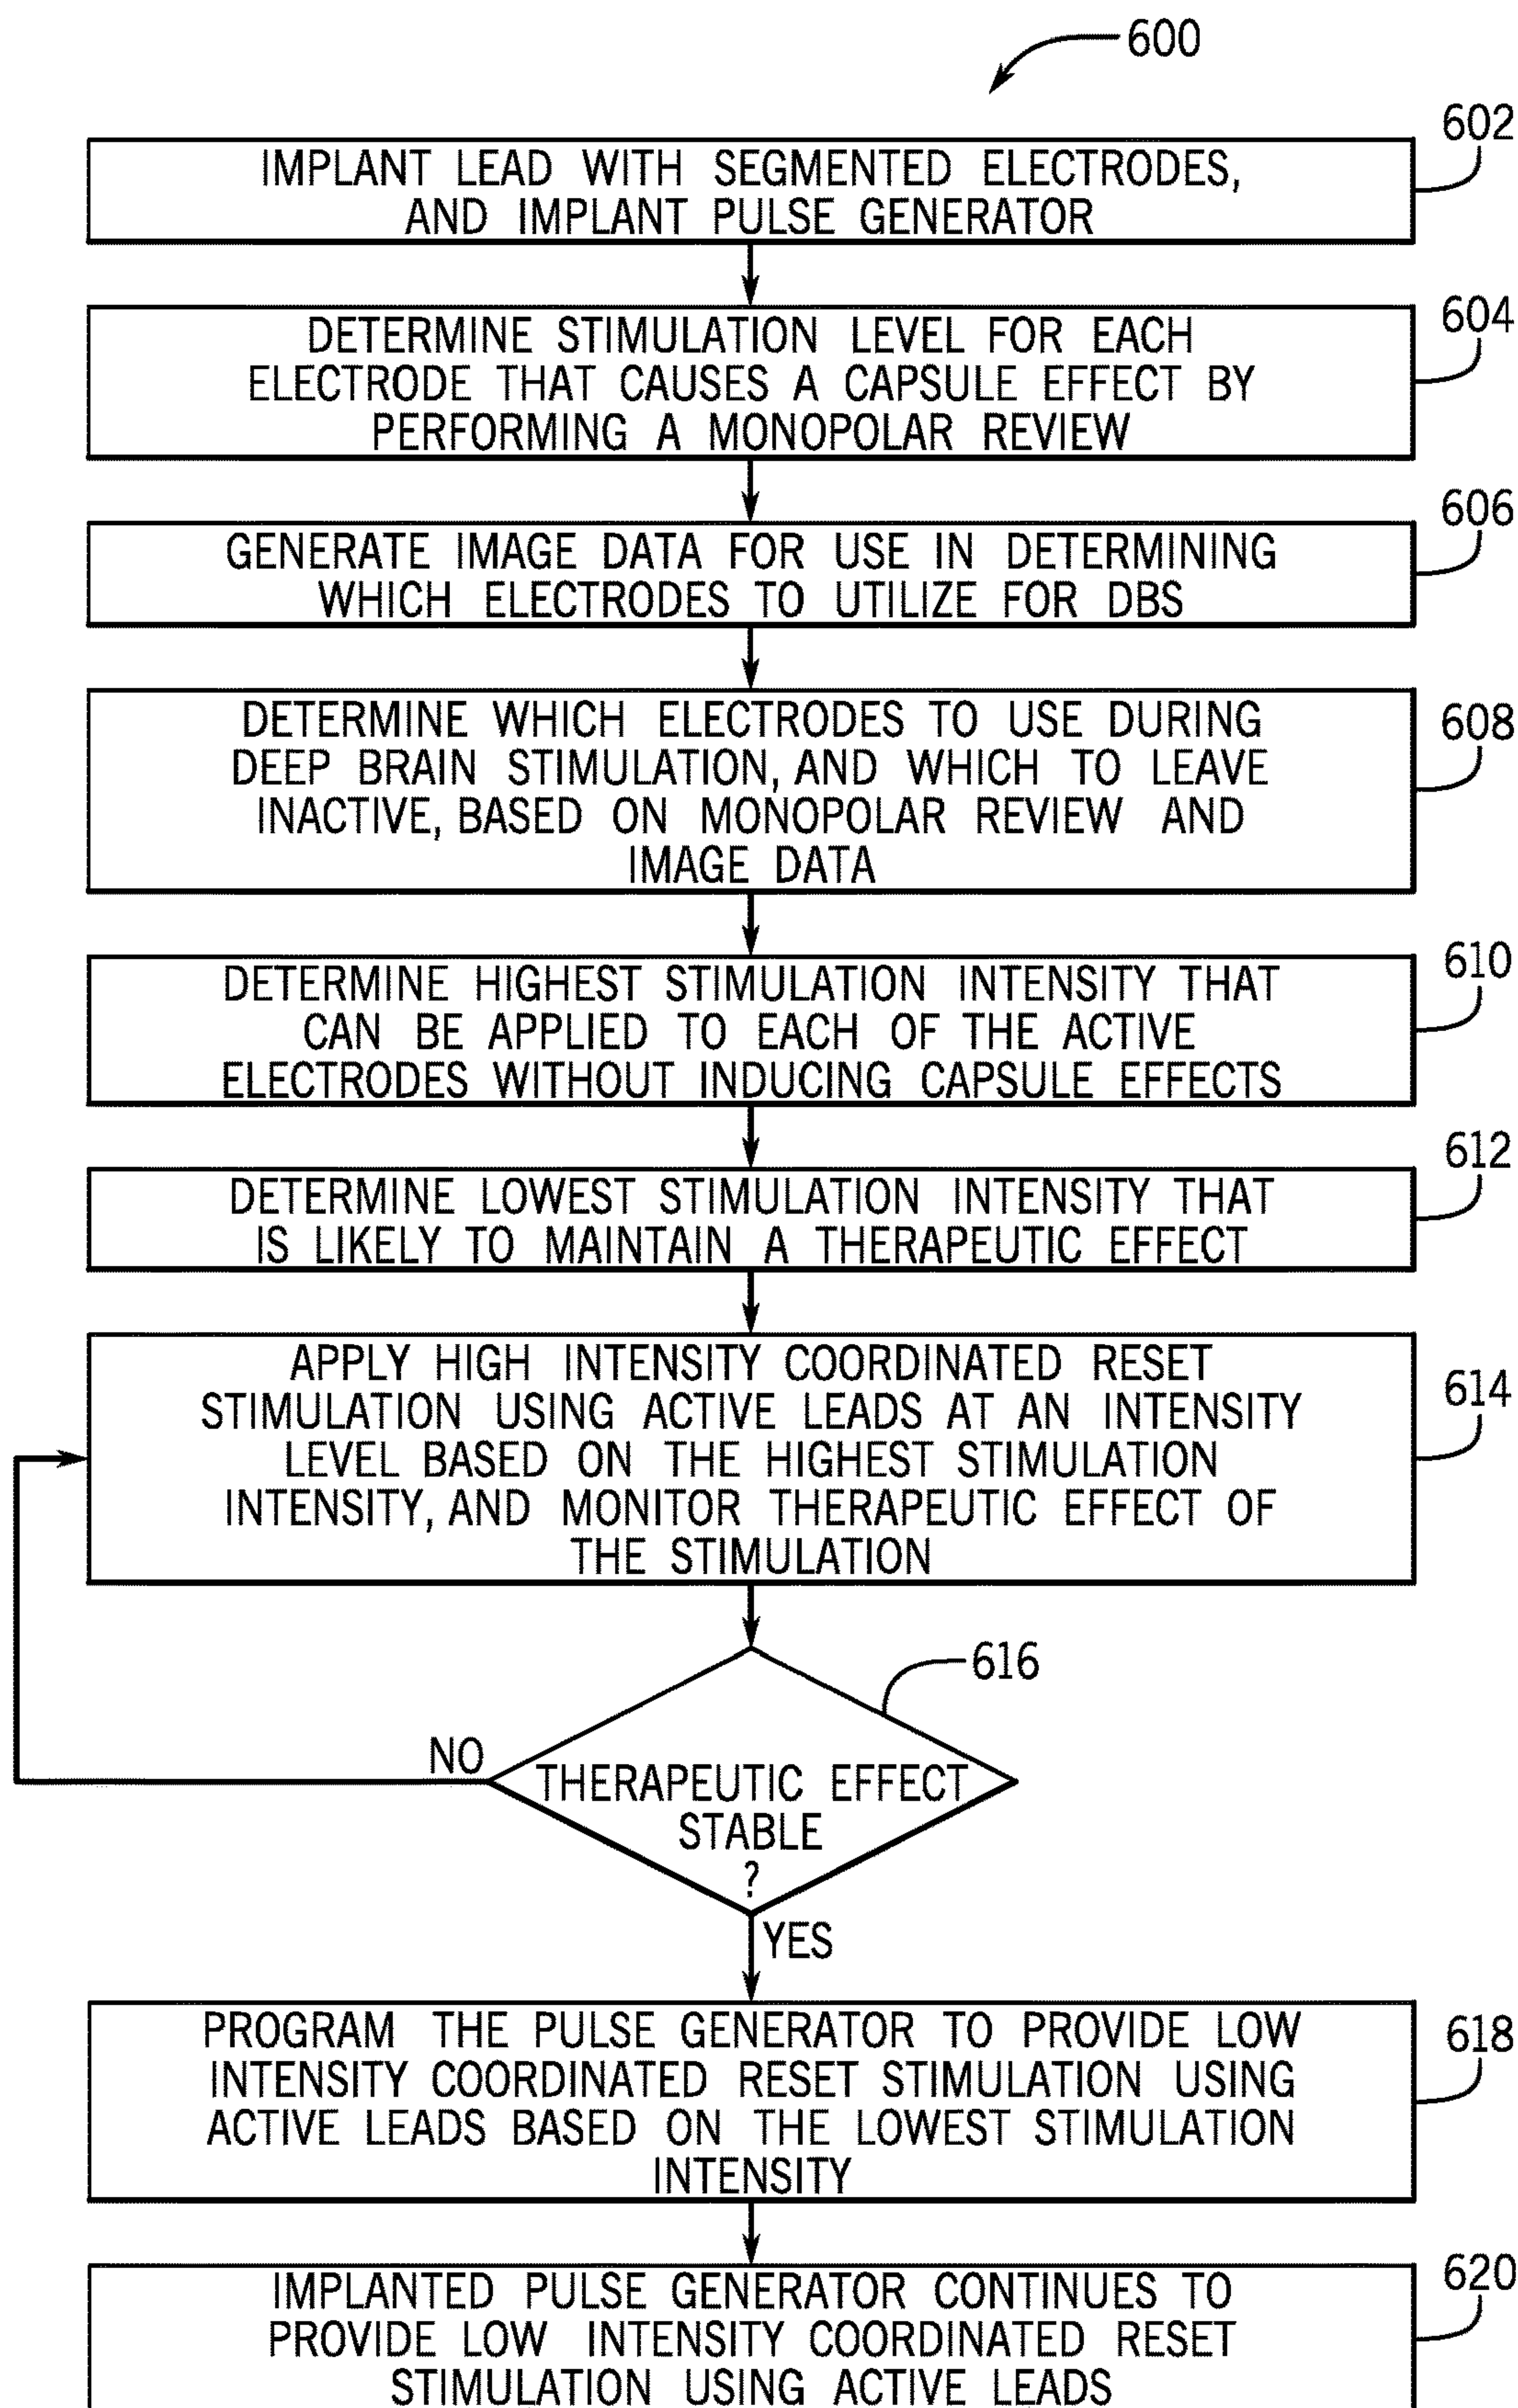 600
602
IMPLANT LEAD WITH SEGMENTED ELECTRODES,
AND IMPLANT PULSE GENERATOR
604
DETERMINE STIMULATION LEVEL FOR EACH
ELECTRODE THAT CAUSES A CAPSULE EFFECT BY
PERFORMING A MONOPOLAR REVIEW
606
GENERATE IMAGE DATA FOR USE IN DETERMINING
WHICH ELECTRODES TO UTILIZE FOR DBS
608
DETERMINE WHICH ELECTRODES TO USE DURING
DEEP BRAIN STIMULATION, AND WHICH TO LEAVE
INACTIVE, BASED ON MONOPOLAR REVIEW AND
IMAGE DATA
610
DETERMINE HIGHEST STIMULATION INTENSITY THAT
CAN BE APPLIED TO EACH OF THE ACTIVE
ELECTRODES WITHOUT INDUCING CAPSULE EFFECTS
612
DETERMINE LOWEST STIMULATION INTENSITY THAT
IS LIKELY TO MAINTAIN A THERAPEUTIC EFFECT
614
APPLY HIGH INTENSITY COORDINATED RESET
STIMULATION USING ACTIVE LEADS AT AN INTENSITY
LEVEL BASED ON THE HIGHEST STIMULATION
INTENSITY, AND MONITOR THERAPEUTIC EFFECT OF
THE STIMULATION
616
NO
THERAPEUTIC EFFECT
STABLE
?
YES
618
PROGRAM THE PULSE GENERATOR TO PROVIDE LOW
INTENSITY COORDINATED RESET STIMULATION USING
ACTIVE LEADS BASED ON THE LOWEST STIMULATION
INTENSITY
620
IMPLANTED PULSE GENERATOR CONTINUES TO
PROVIDE LOW INTENSITY COORDINATED RESET
STIMULATION USING ACTIVE LEADS